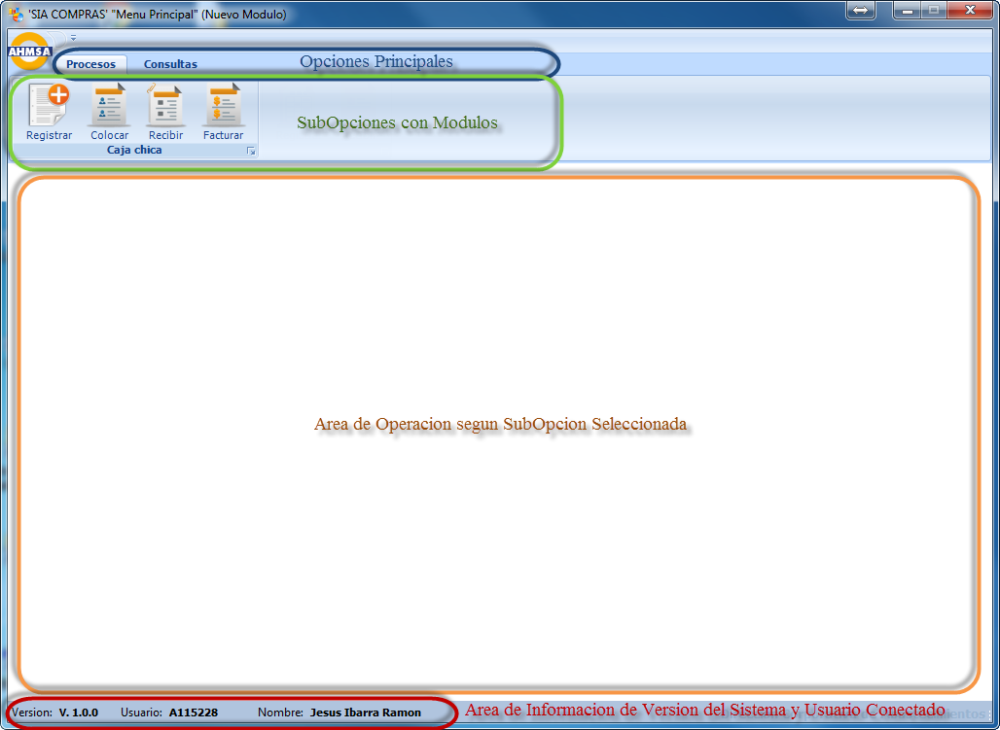 'SIA COMPRAS' "Menu Principal" (Nuevo Modulo)
AHMSA
Procesos Consultas Opciones Principales
SubOpciones con Modulos
Registrar Colocar Recibir Facturar
Caja chica
Area de Operacion segun SubOpcion Seleccionada
Version: V. 1.0.0 Usuario: A115228 Nombre: Jesus Ibarra Ramon Area de Informacion de Version del Sistema y Usuario Conectado